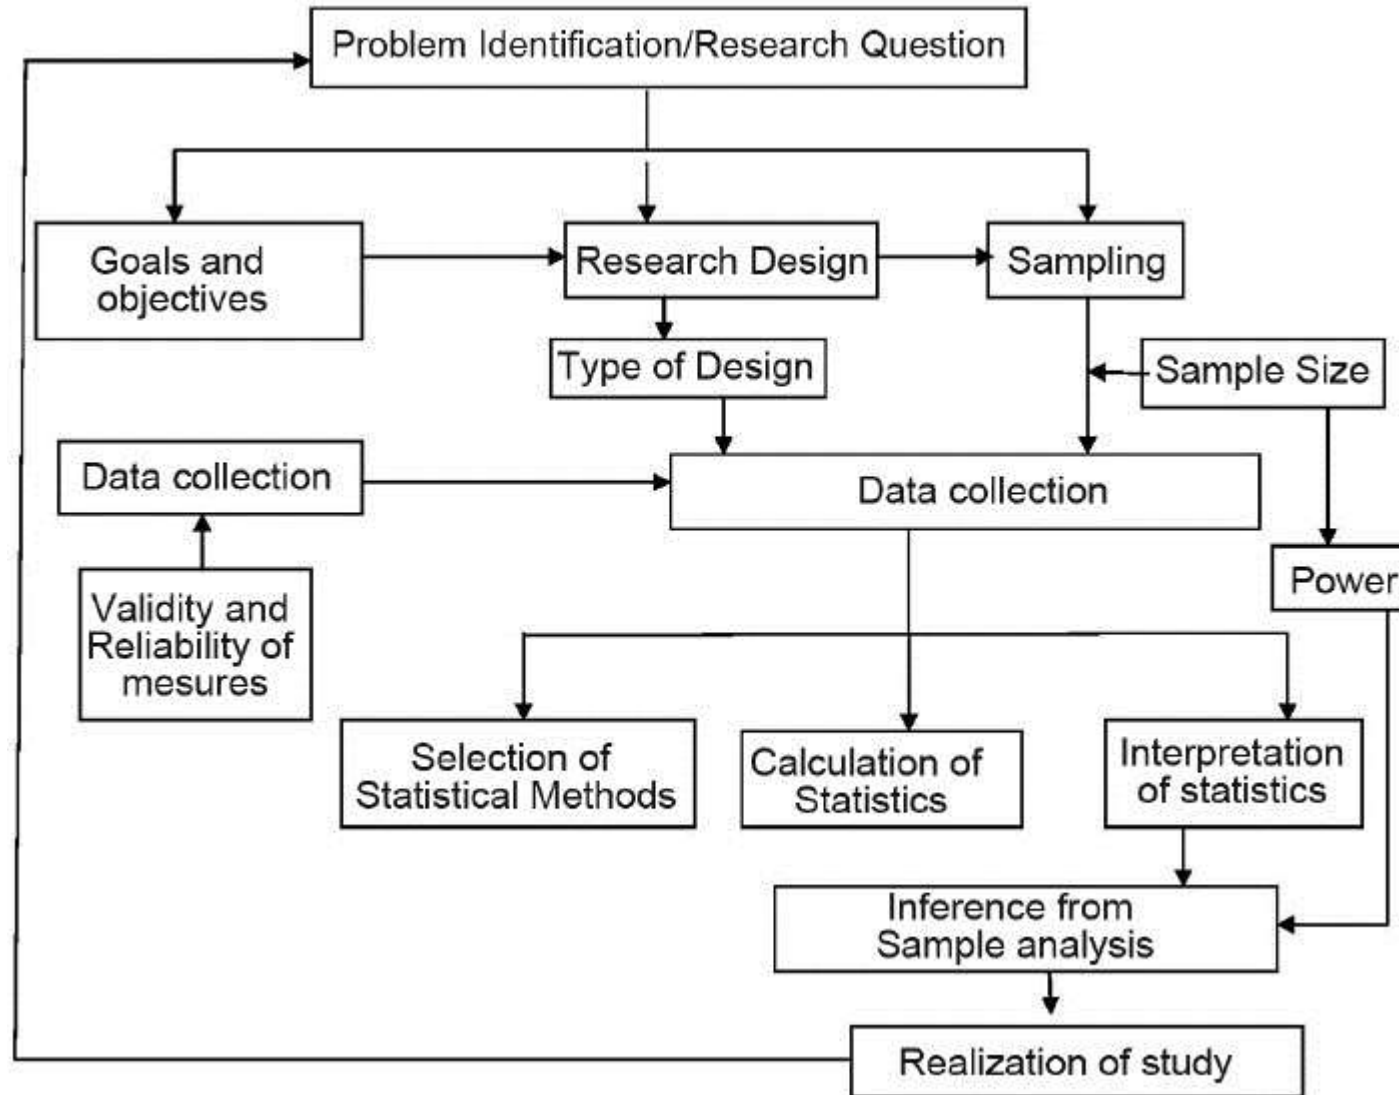 Problem Identification/Research Question
Goals and
objectives
Research Design
Sampling
Type of Design
Sample Size
Data collection
Data collection
Power
Validity and
Reliability of
mesures
Selection of
Statistical Methods
Calculation of
Statistics
Interpretation
of statistics
Inference from
Sample analysis
Realization of study